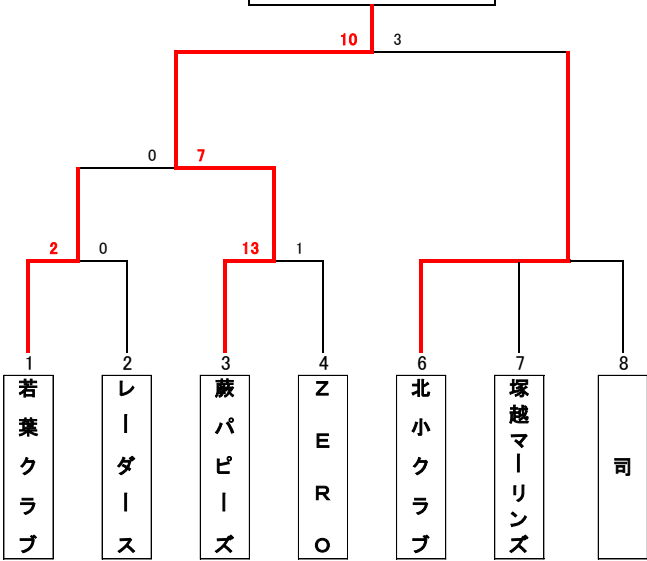 10 3
0 7
2 0 13 1
1 2 3 4 6 7 8
若葉クラブ
レーダース
蕨パピーズ
ZERO
北小クラブ
塚越マーリンズ
司